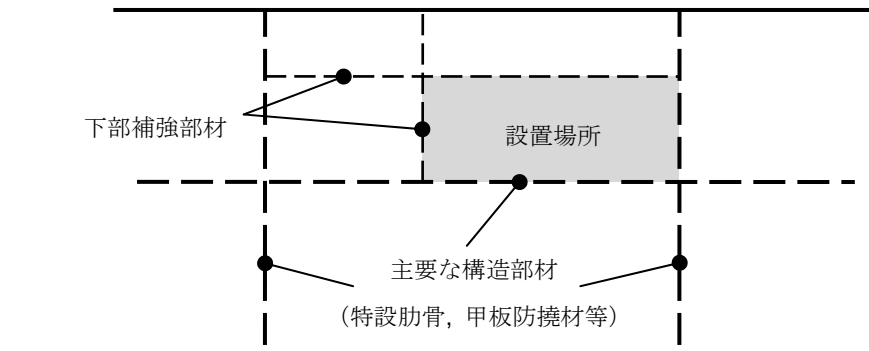 下部補強部材
設置場所
主要な構造部材
（特設肋骨，甲板防撓材等）